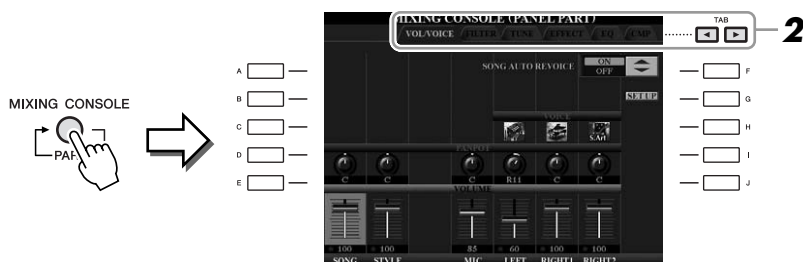 MIXING CONSOLE (PANEL PART)
TAB
VOL/VOICE FILTER TUNE EFFECT EQ CMP
2
SONG AUTO REVOICE ON
OFF
A
F
B
SETUP
G
MIXING CONSOLE
C
VOICE
H
S.Art!
PANPOT
D
I
C C C R11 C C
E
VOLUME
J
100 100 85 60 100 100
SONG STYLE MIC LEFT RIGHT1 RIGHT2